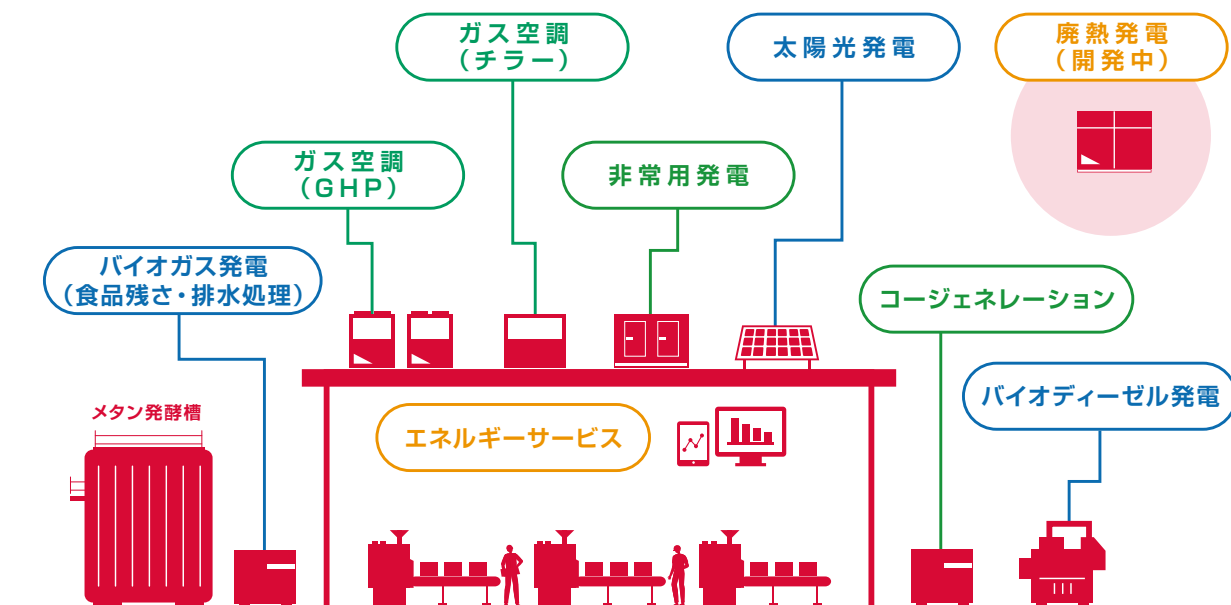 ガス空調
(チラー)
太陽光発電
廃熱発電
(開発中)
ガス空調
(GHP)
非常用発電
バイオガス発電
(食品残さ・排水処理)
コージェネレーション
バイオディーゼル発電
メタン発酵槽
エネルギーサービス